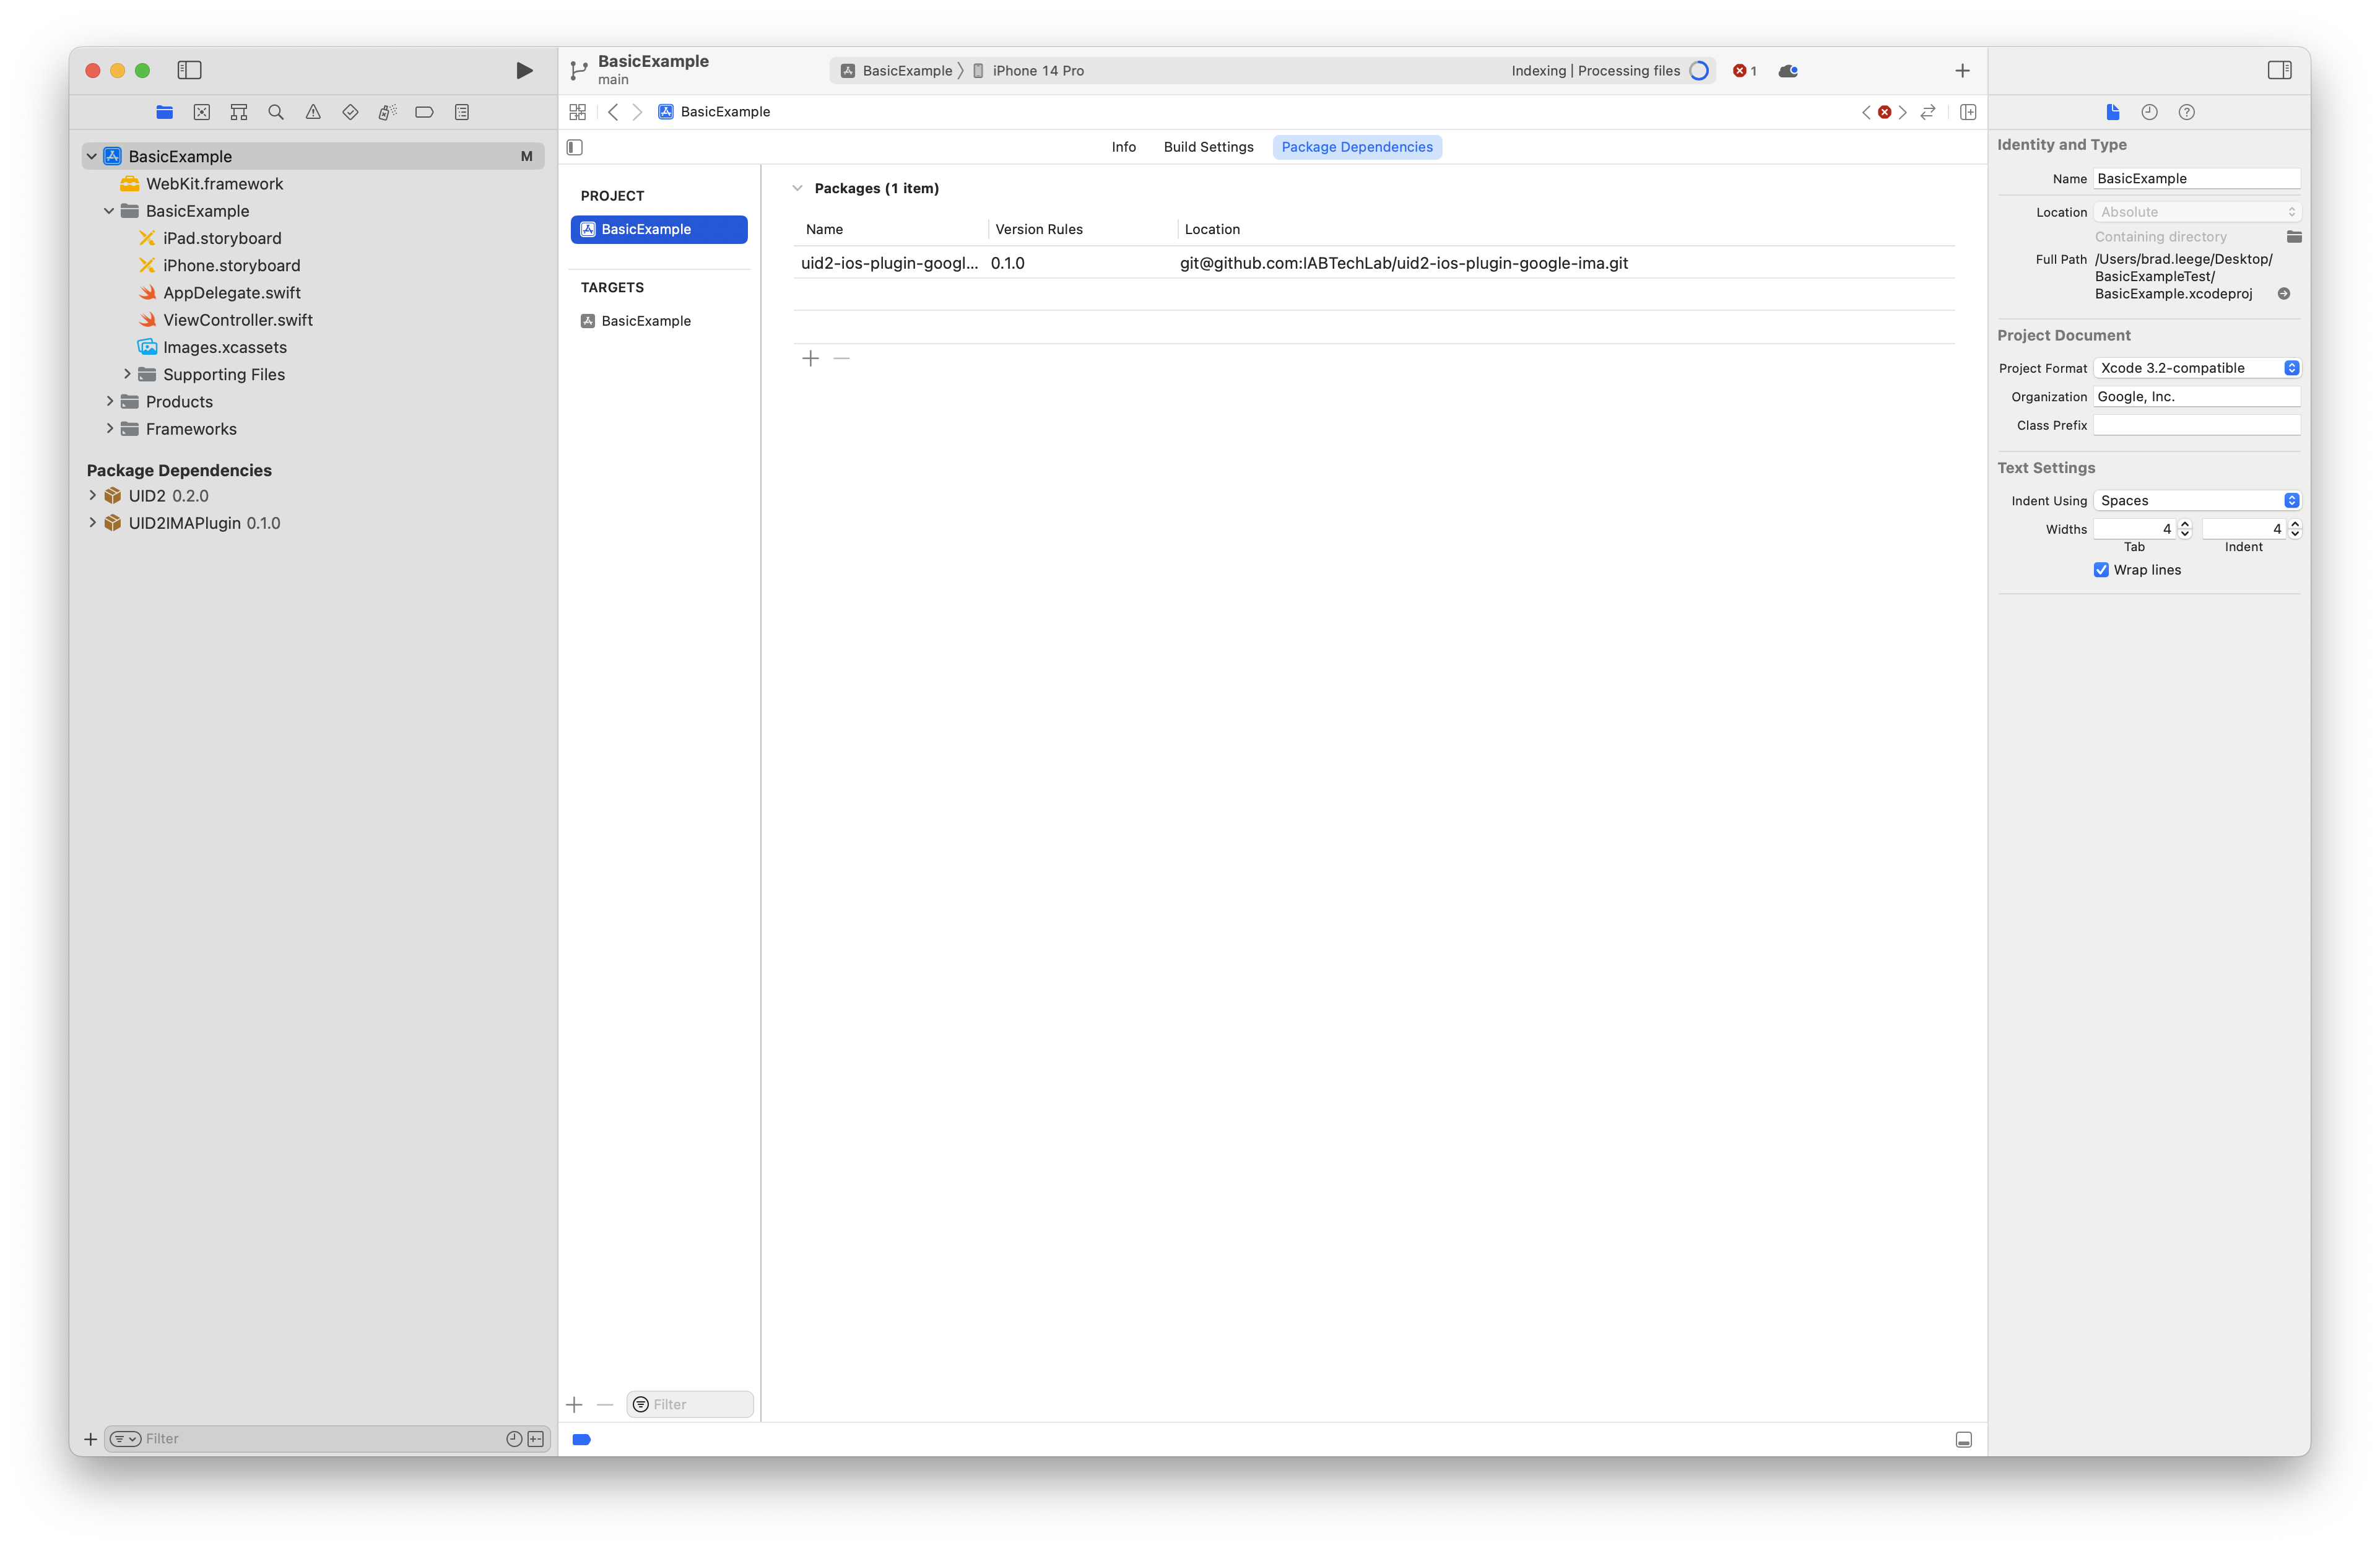 BasicExample
main
BasicExample
iPhone 14 Pro
Indexing | Processing files
1
BasicExample
BasicExample
M
WebKit.framework
BasicExample
iPad.storyboard
iPhone.storyboard
AppDelegate.swift
ViewController.swift
Images.xcassets
Supporting Files
Products
Frameworks
Package Dependencies
UID2 0.2.0
UID2IMAPlugin 0.1.0
Filter
Info
Build Settings
Package Dependencies
PROJECT
BasicExample
TARGETS
BasicExample
Filter
Packages (1 item)
Name
Version Rules
Location
uid2-ios-plugin-googl...
0.1.0
git@github.com:IABTechLab/uid2-ios-plugin-google-ima.git
Identity and Type
Name BasicExample
Location Absolute
Containing directory
Full Path /Users/brad.leege/Desktop/
BasicExampleTest/
BasicExample.xcodeproj
Project Document
Project Format Xcode 3.2-compatible
Organization Google, Inc.
Class Prefix
Text Settings
Indent Using Spaces
Widths 4 4
Tab Indent
Wrap lines